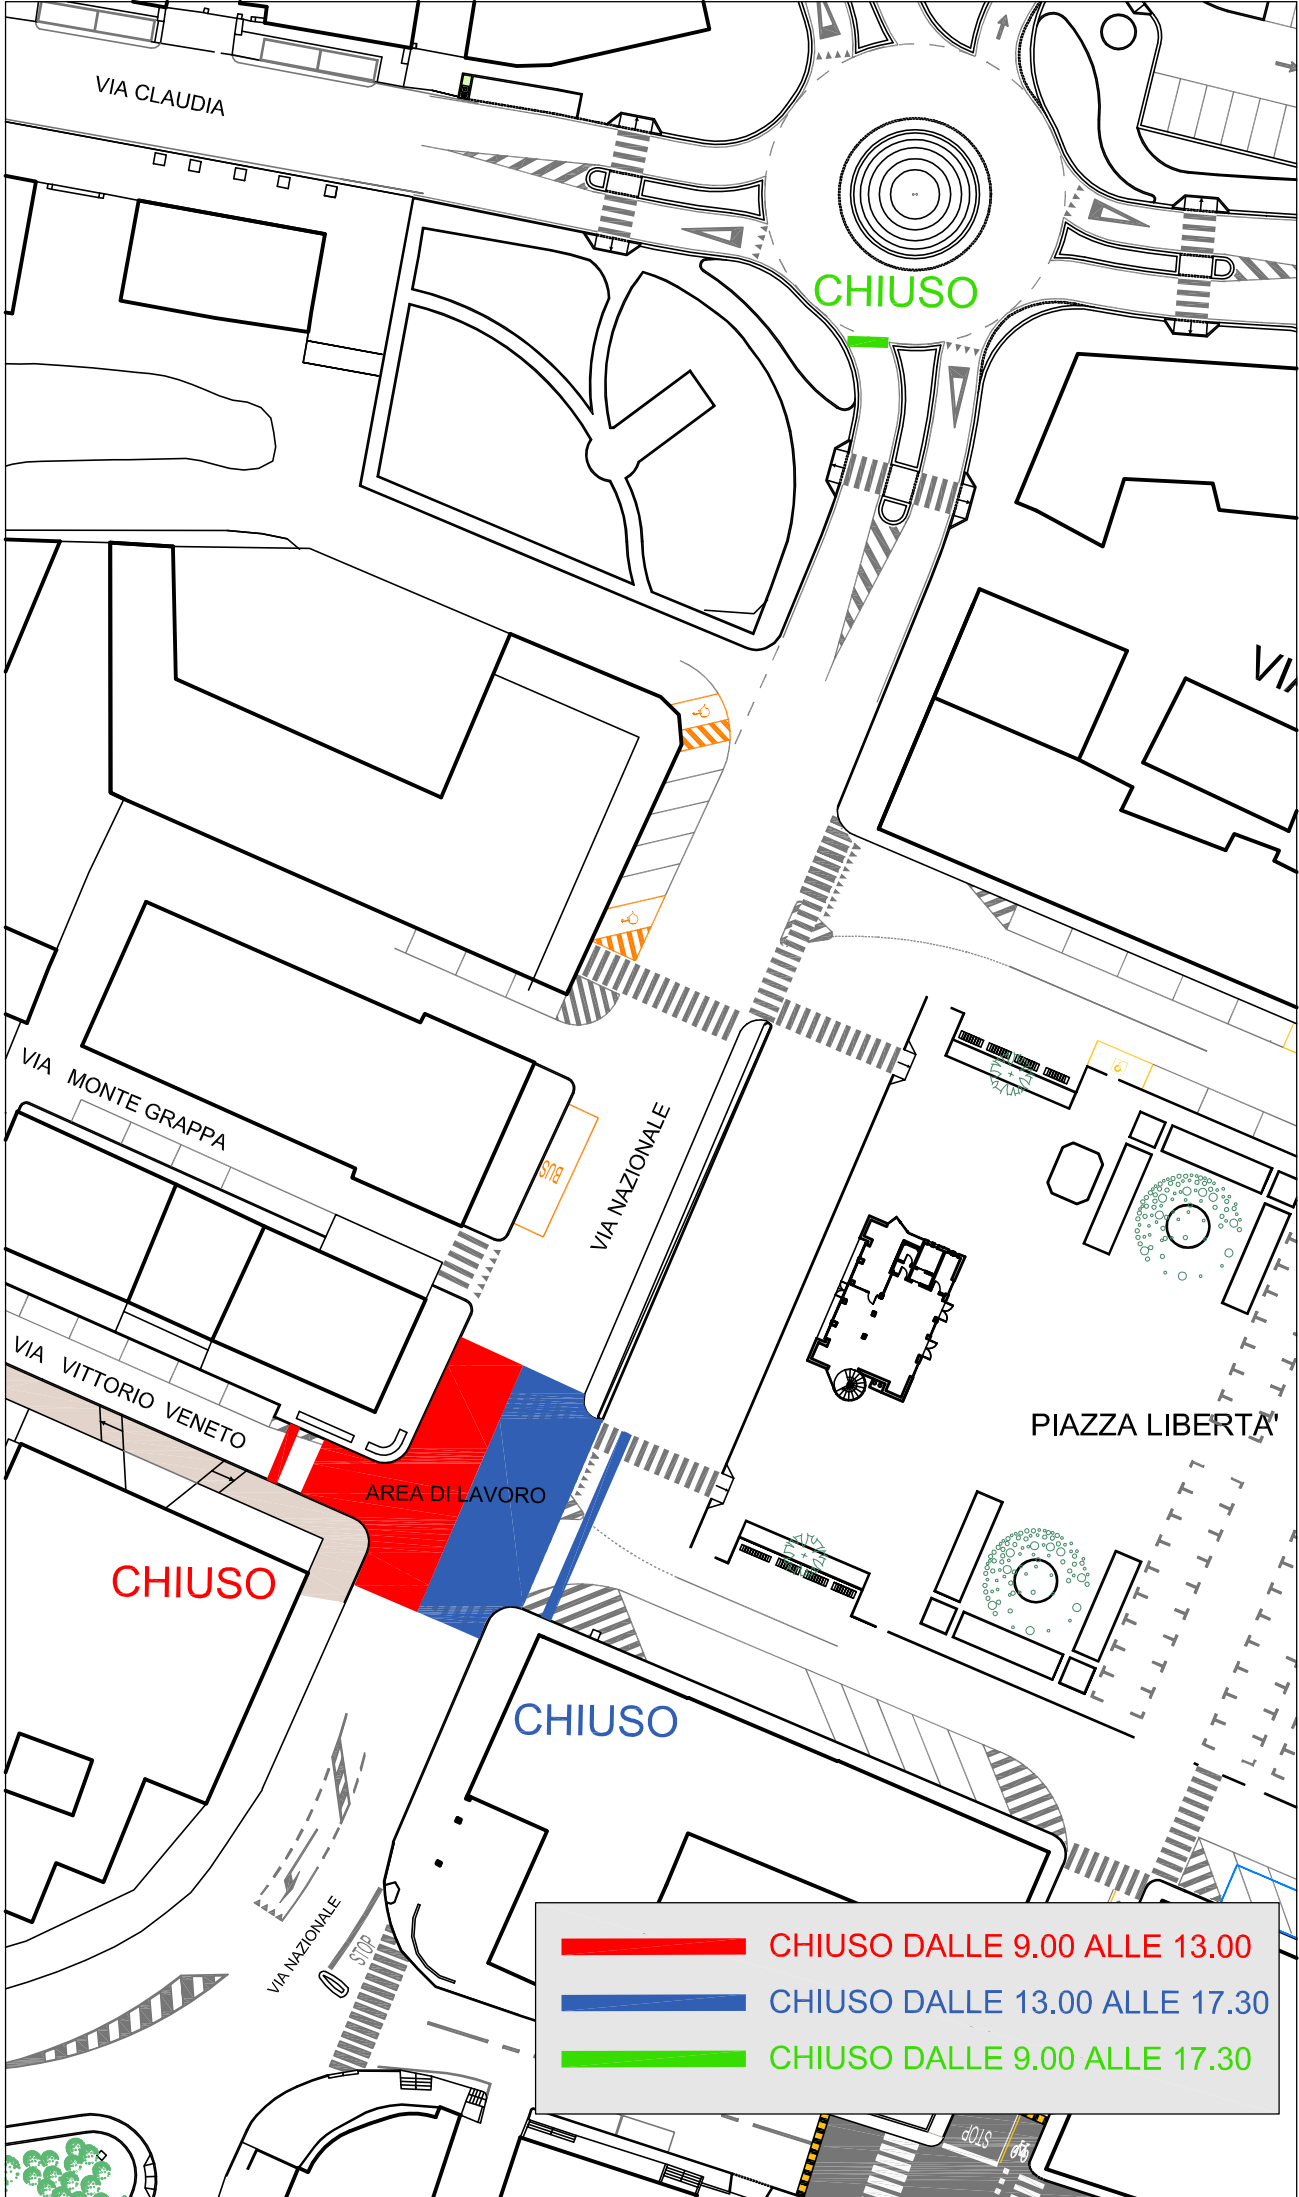 VIA CLAUDIA
CHIUSO
VIA MONTE GRAPPA
BUS
VIA NAZIONALE
VIA VITTORIO VENETO
PIAZZA LIBERTA'
AREA DI LAVORO
CHIUSO
CHIUSO
VIA NAZIONALE
STOP
CHIUSO DALLE 9.00 ALLE 13.00
CHIUSO DALLE 13.00 ALLE 17.30
CHIUSO DALLE 9.00 ALLE 17.30
STOP